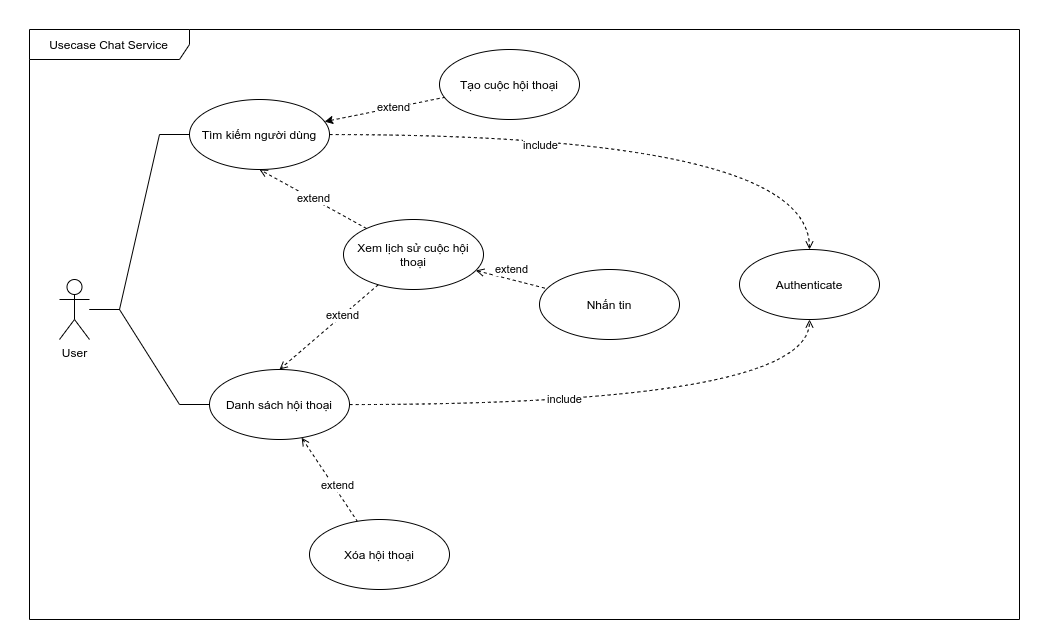 Usecase Chat Service
Tạo cuộc hội thoại
extend
Tìm kiếm người dùng
include
extend
Xem lịch sử cuộc hội
thoại
extend
Nhắn tin
Authenticate
extend
User
Danh sách hội thoại
include
extend
Xóa hội thoại